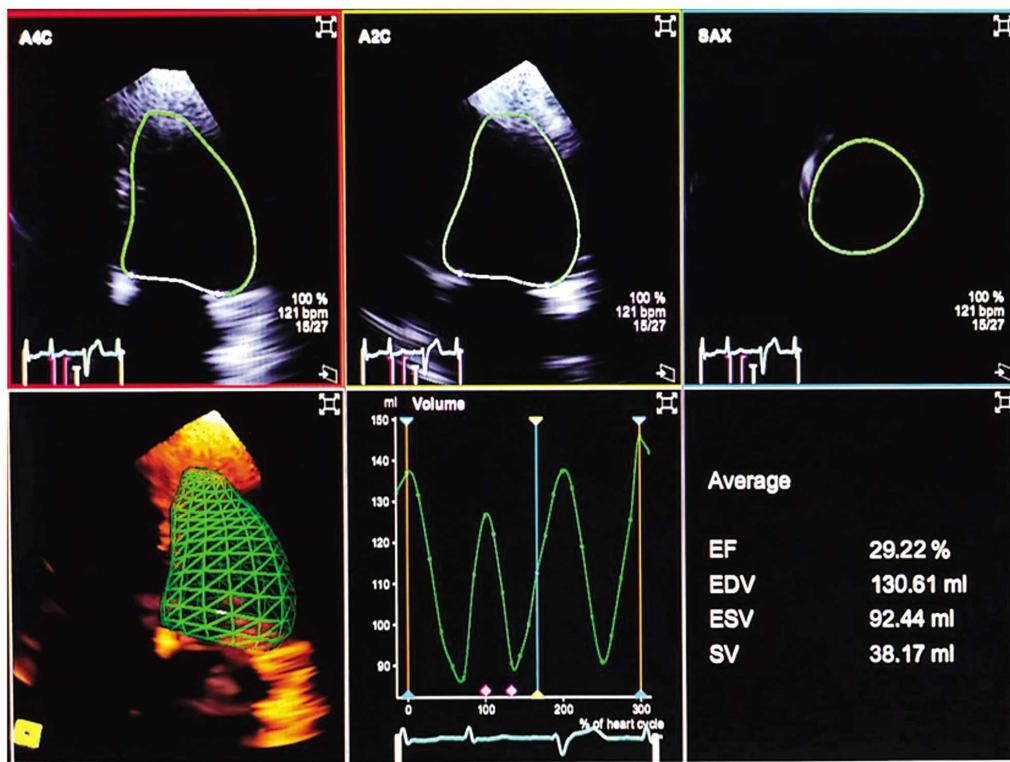 A4C
100 %
121 bpm
15/27
A2C
100 %
121 bpm
15/27
SAX
100 %
121 bpm
15/27
ml Volume
150
140
130
120
110
100
90
0 100 200 300
% of heart cycle
Average
EF 29.22 %
EDV 130.61 ml
ESV 92.44 ml
SV 38.17 ml